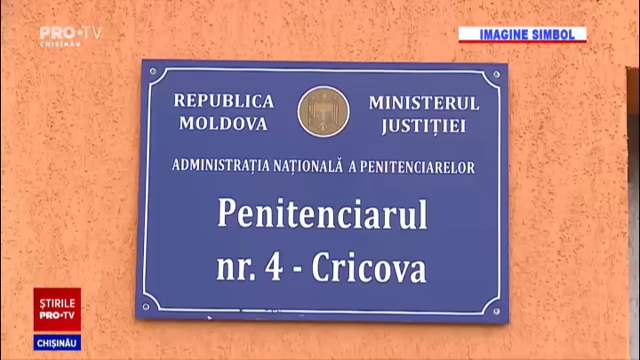 PRO•TV
CHIȘINĂU
IMAGINE SIMBOL
REPUBLICA
MOLDOVA
MINISTERUL
JUSTIȚIEI
ADMINISTRAȚIA NAȚIONALĂ A PENITENCIARELOR
Penitenciarul
nr. 4 - Cricova
ȘTIRILE
PRO•TV
CHIȘINĂU